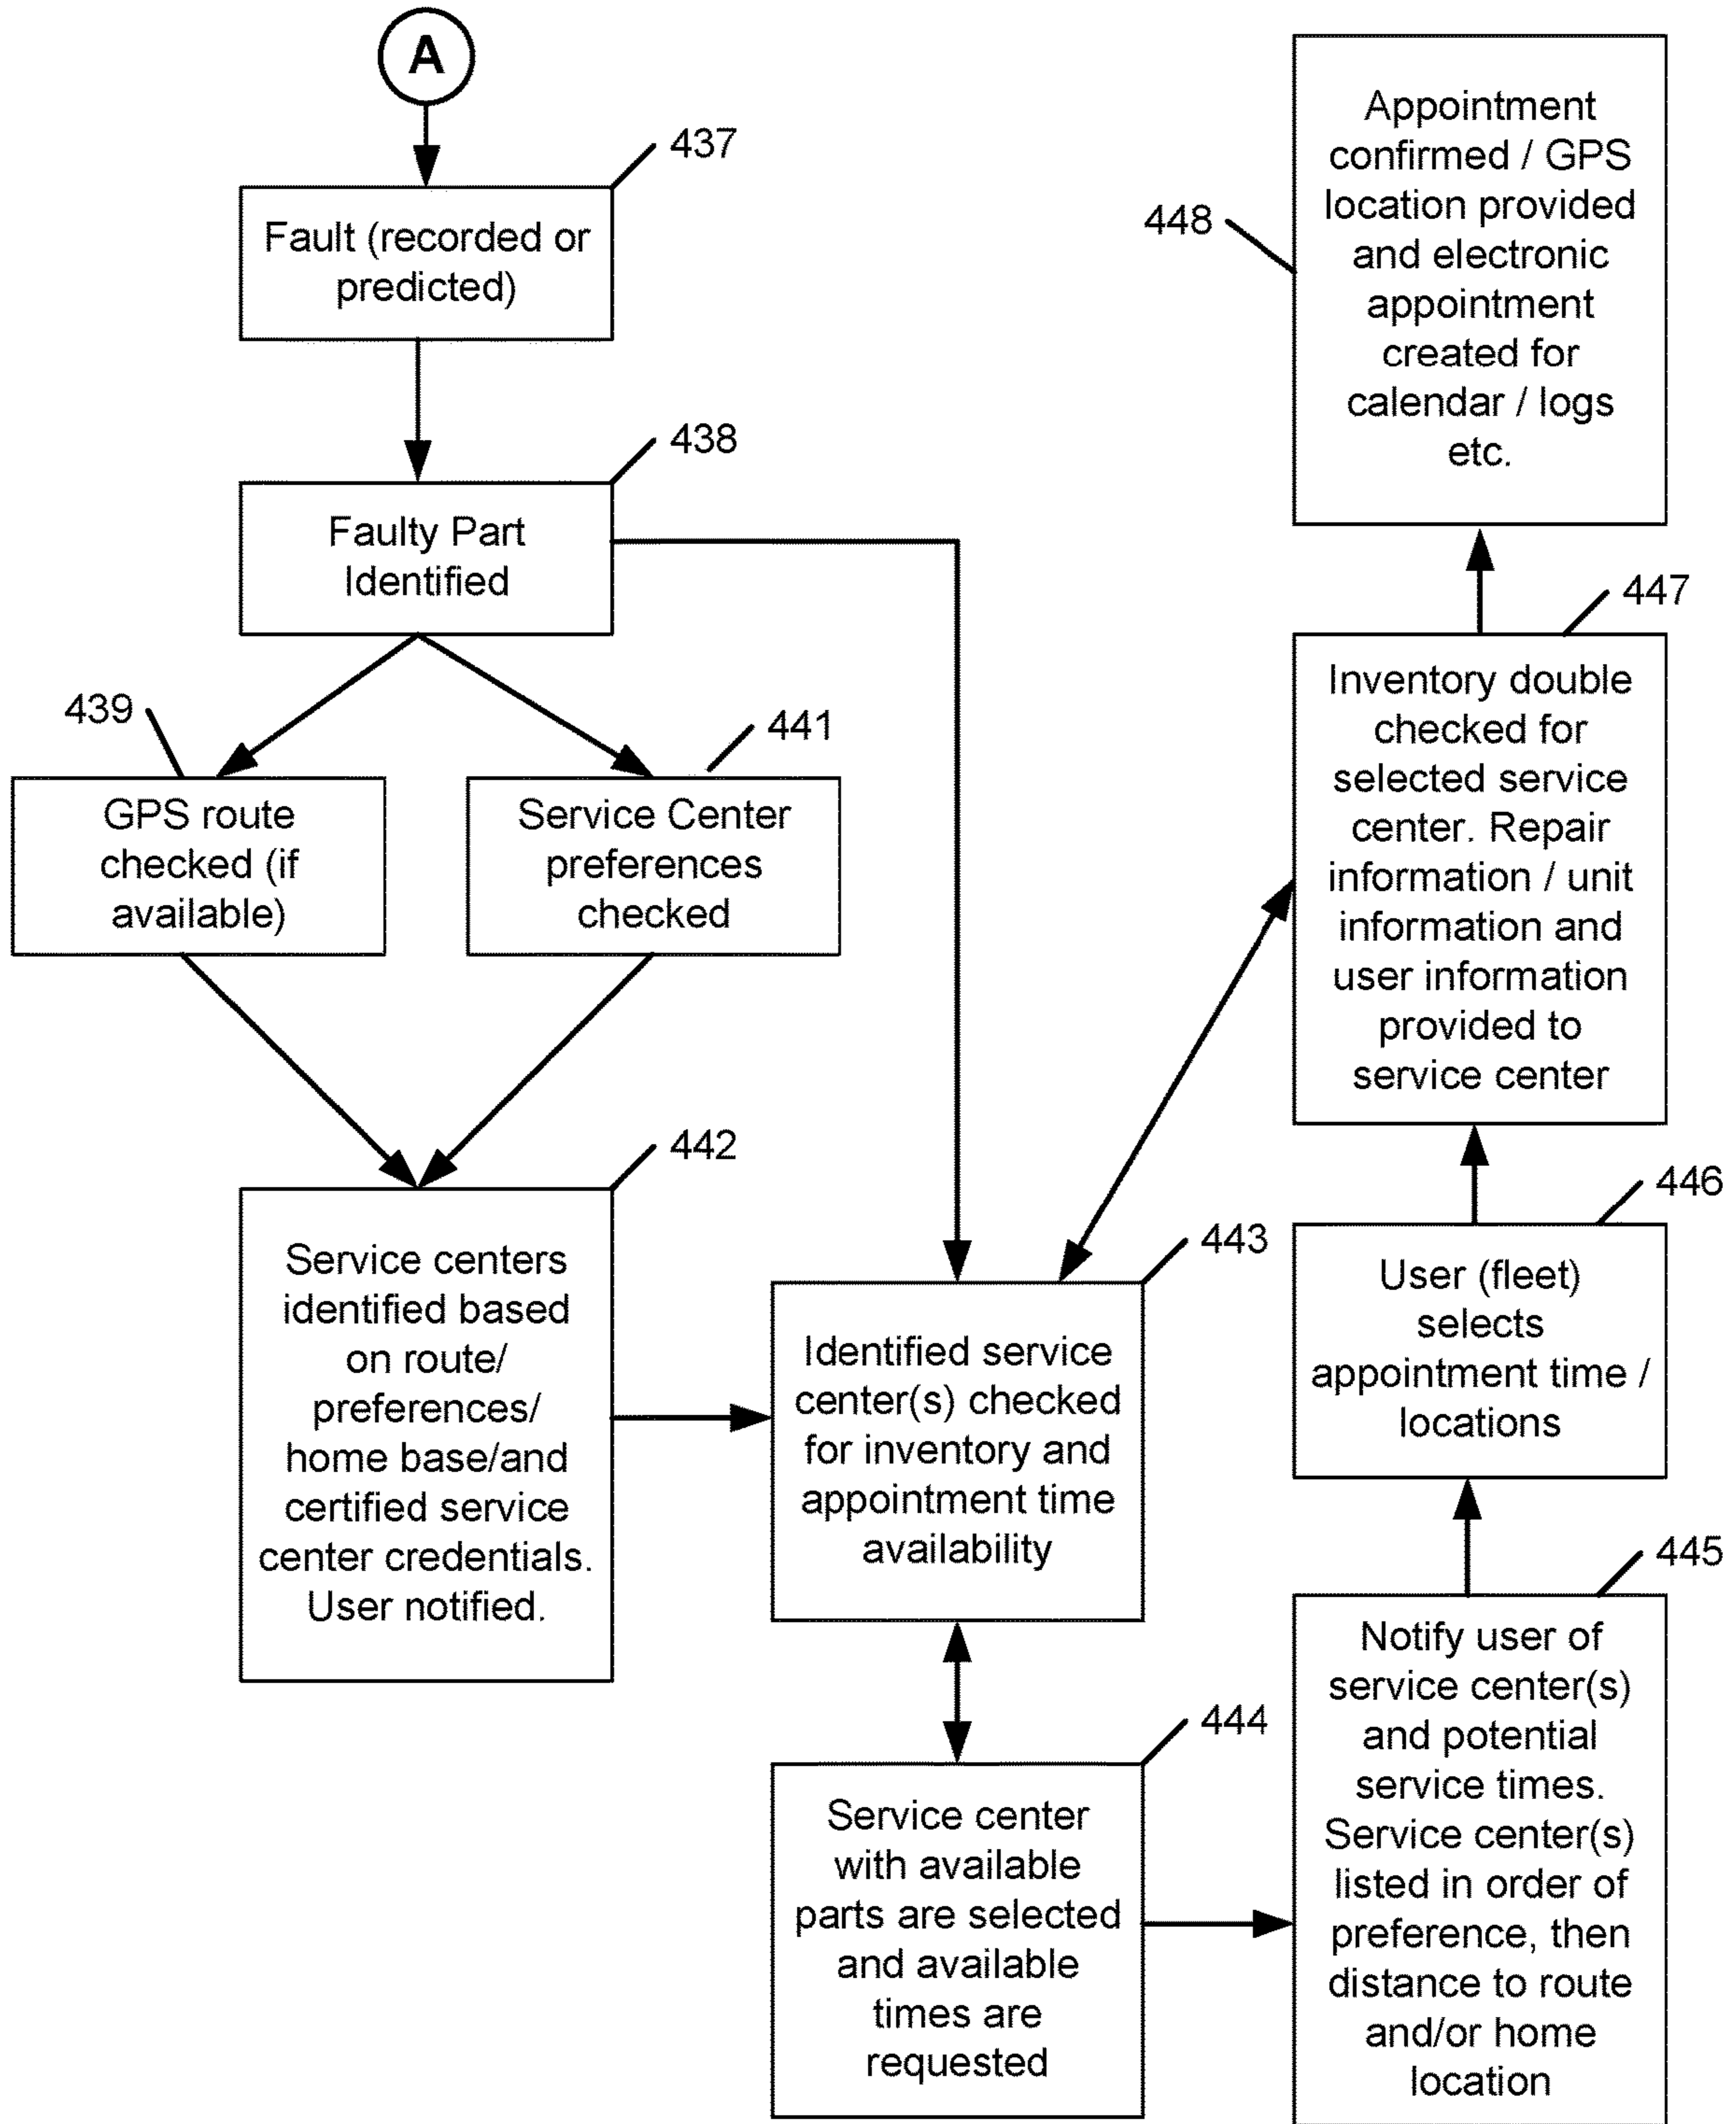 A
437
Fault (recorded or
predicted)
438
Faulty Part
Identified
439
GPS route
checked (if
available)
441
Service Center
preferences
checked
442
Service centers
identified based
on route/
preferences/
home base/and
certified service
center credentials.
User notified.
443
Identified service
center(s) checked
for inventory and
appointment time
availability
444
Service center
with available
parts are selected
and available
times are
requested
445
Notify user of
service center(s)
and potential
service times.
Service center(s)
listed in order of
preference, then
distance to route
and/or home
location
446
User (fleet)
selects
appointment time /
locations
447
Inventory double
checked for
selected service
center. Repair
information / unit
information and
user information
provided to
service center
448
Appointment
confirmed / GPS
location provided
and electronic
appointment
created for
calendar / logs
etc.